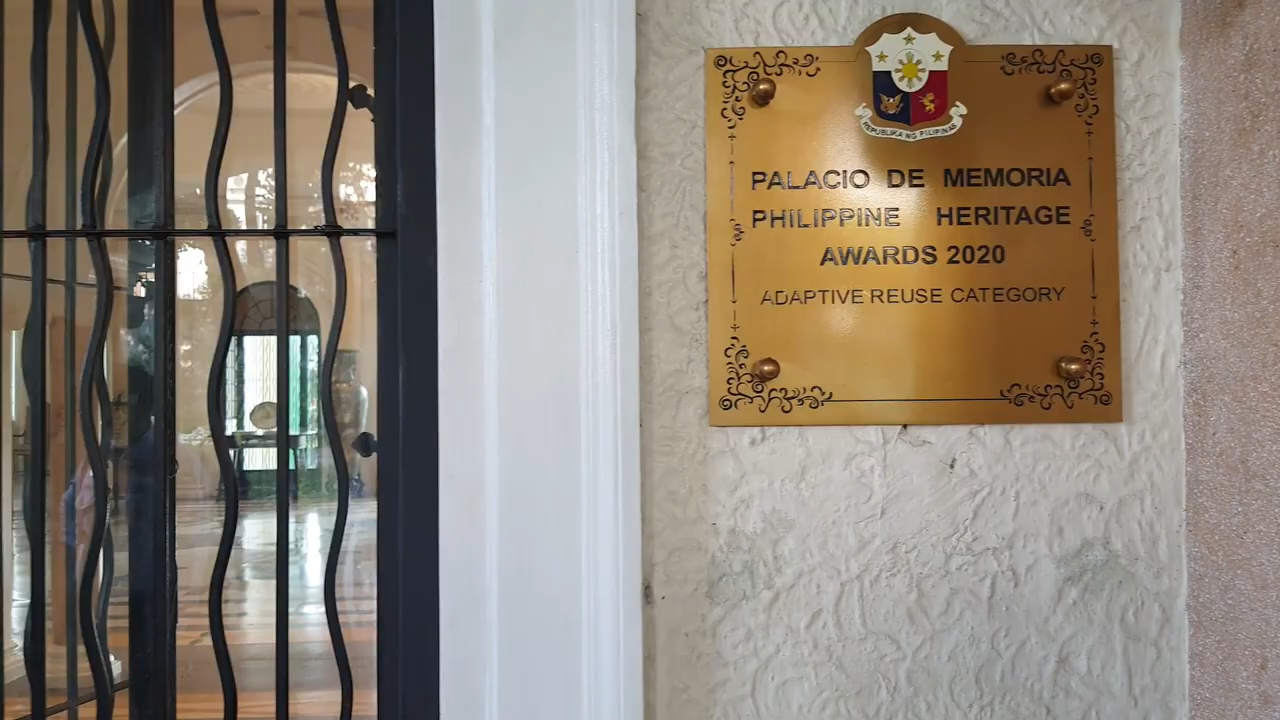 REPUBLIKA NG PILIPINAS
PALACIO DE MEMORIA
PHILIPPINE HERITAGE
AWARDS 2020
ADAPTIVE REUSE CATEGORY